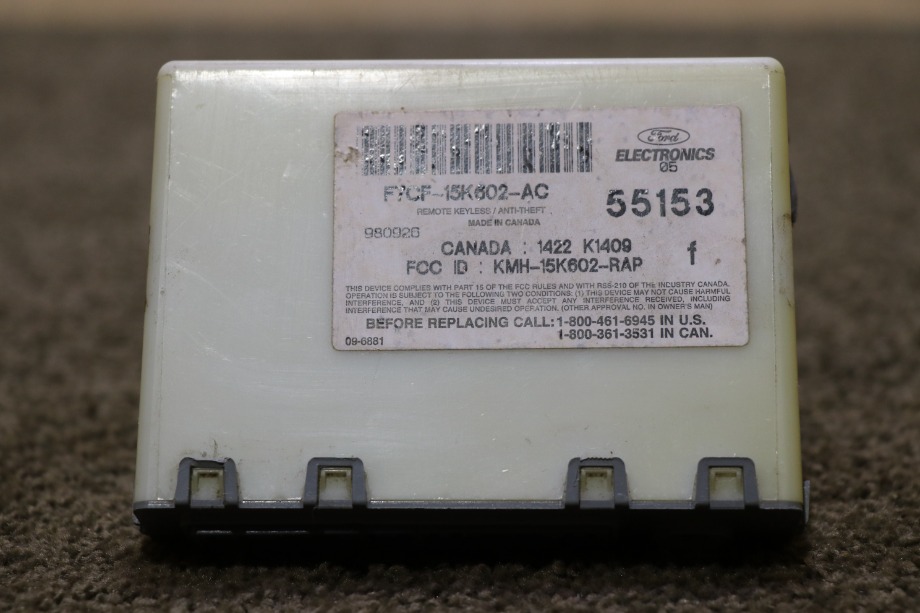 Ford
ELECTRONICS
05
F7CF-15K602-AC
REMOTE KEYLESS / ANTI-THEFT
MADE IN CANADA
55153
980926
CANADA : 1422 K1409
FCC ID : KMH-15K602-RAP
f
THIS DEVICE COMPLIES WITH PART 15 OF THE FCC RULES AND WITH RSS-210 OF THE INDUSTRY CANADA.
OPERATION IS SUBJECT TO THE FOLLOWING TWO CONDITIONS: (1) THIS DEVICE MAY NOT CAUSE HARMFUL
INTERFERENCE, AND (2) THIS DEVICE MUST ACCEPT ANY INTERFERENCE RECEIVED, INCLUDING
INTERFERENCE THAT MAY CAUSE UNDESIRED OPERATION. (OTHER APPROVAL NO. IN OWNER'S MAN)
BEFORE REPLACING CALL: 1-800-461-6945 IN U.S.
1-800-361-3531 IN CAN.
09-6881